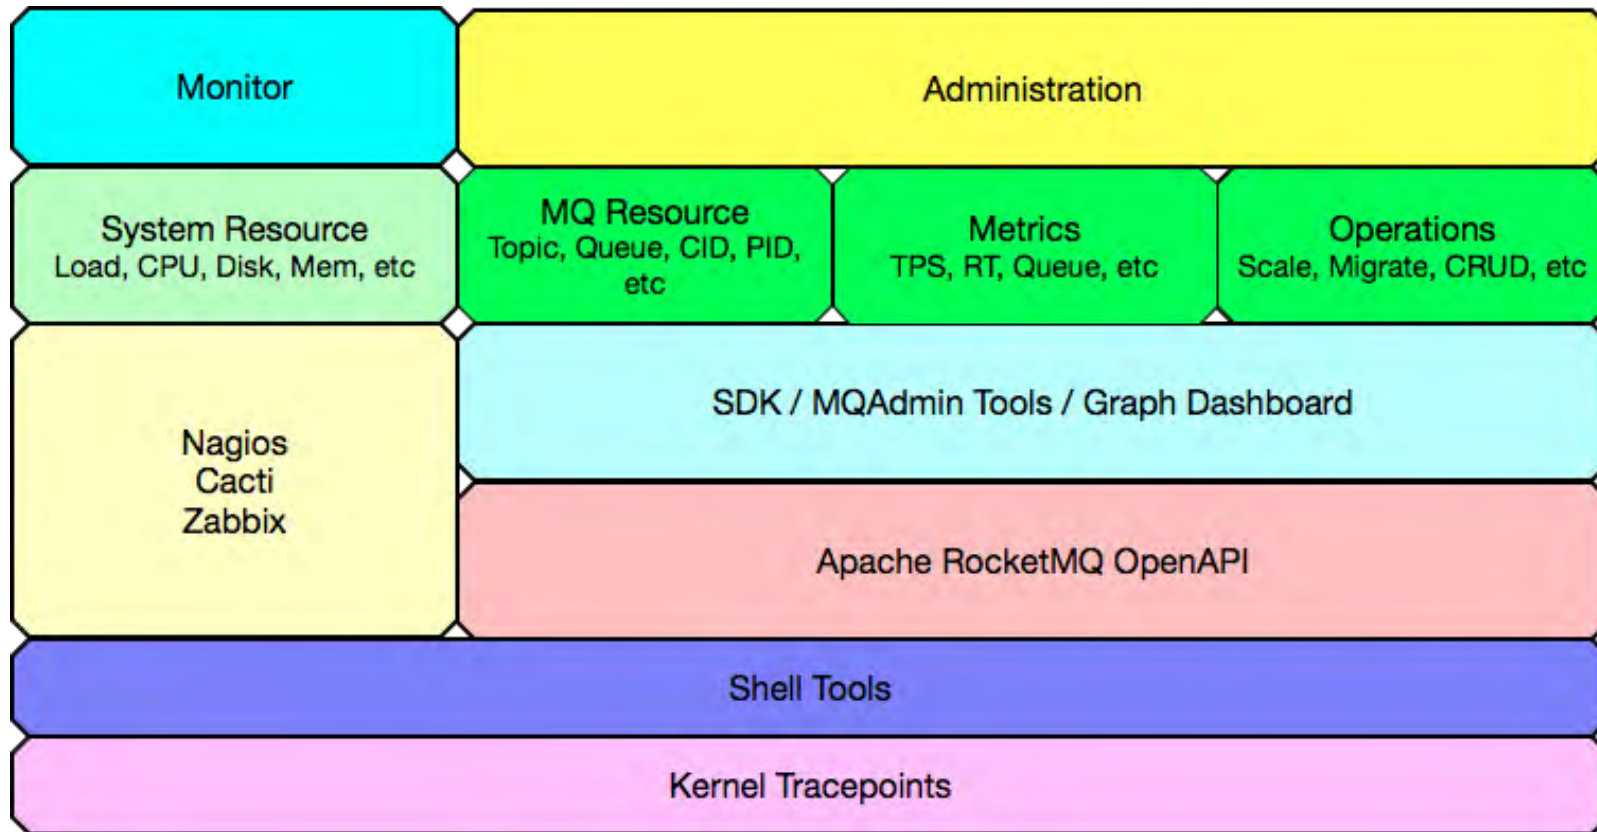 Monitor
Administration
System Resource
Load, CPU, Disk, Mem, etc
MQ Resource
Topic, Queue, CID, PID,
etc
Metrics
TPS, RT, Queue, etc
Operations
Scale, Migrate, CRUD, etc
Nagios
Cacti
Zabbix
SDK / MQAdmin Tools / Graph Dashboard
Apache RocketMQ OpenAPI
Shell Tools
Kernel Tracepoints